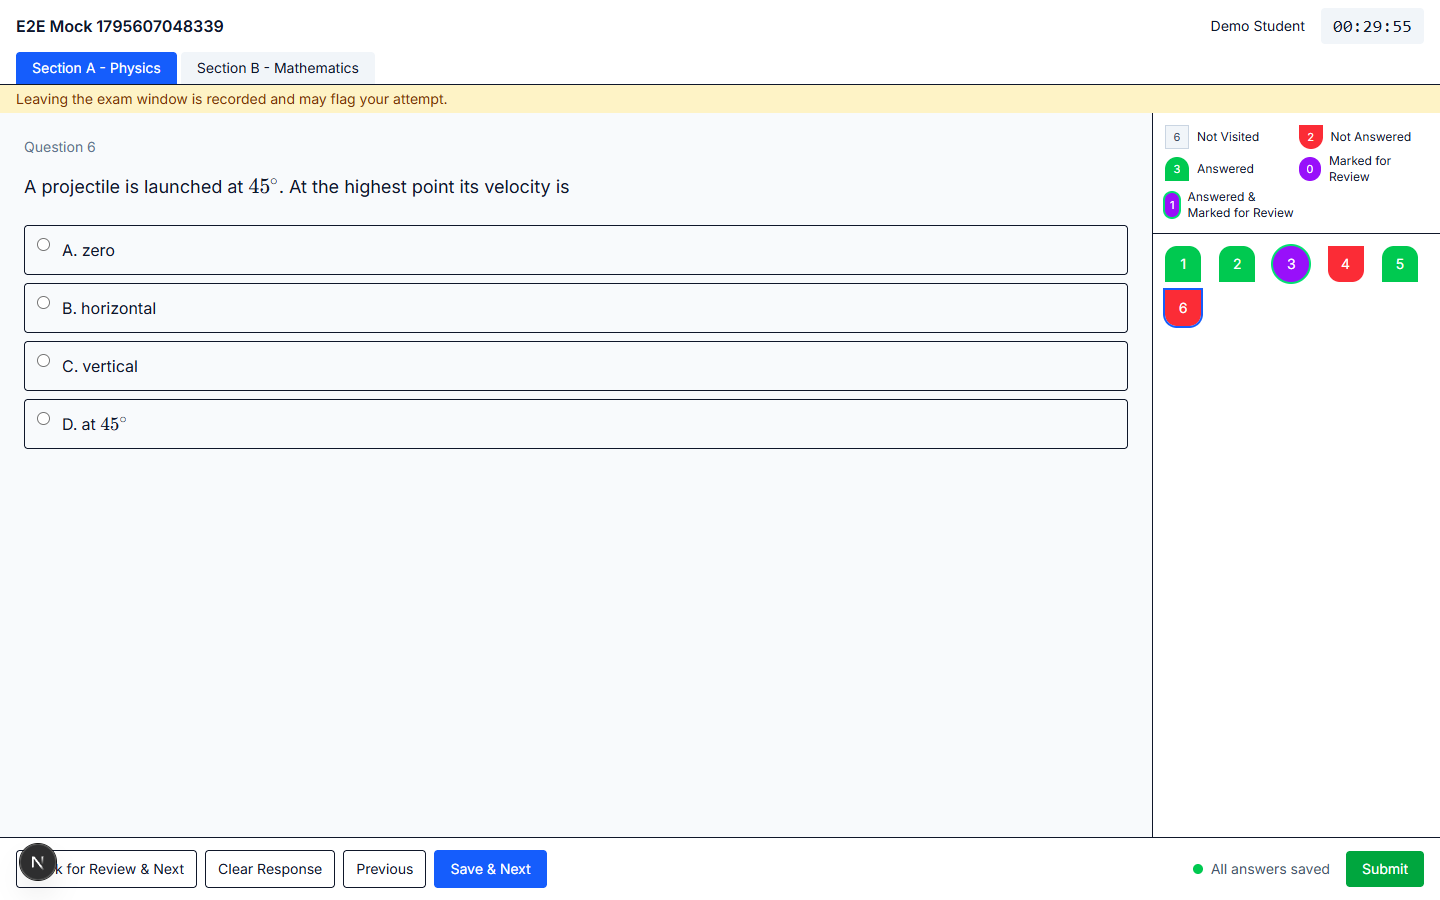 E2E Mock 1795607048339
Demo Student
00:29:55
Section A - Physics
Section B - Mathematics
Leaving the exam window is recorded and may flag your attempt.
Question 6
A projectile is launched at 45°. At the highest point its velocity is
A. zero
B. horizontal
C. vertical
D. at 45°
6 Not Visited
2 Not Answered
3 Answered
0 Marked for
Review
1 Answered &
Marked for Review
1 2 3 4 5
6
N
k for Review & Next
Clear Response
Previous
Save & Next
All answers saved
Submit